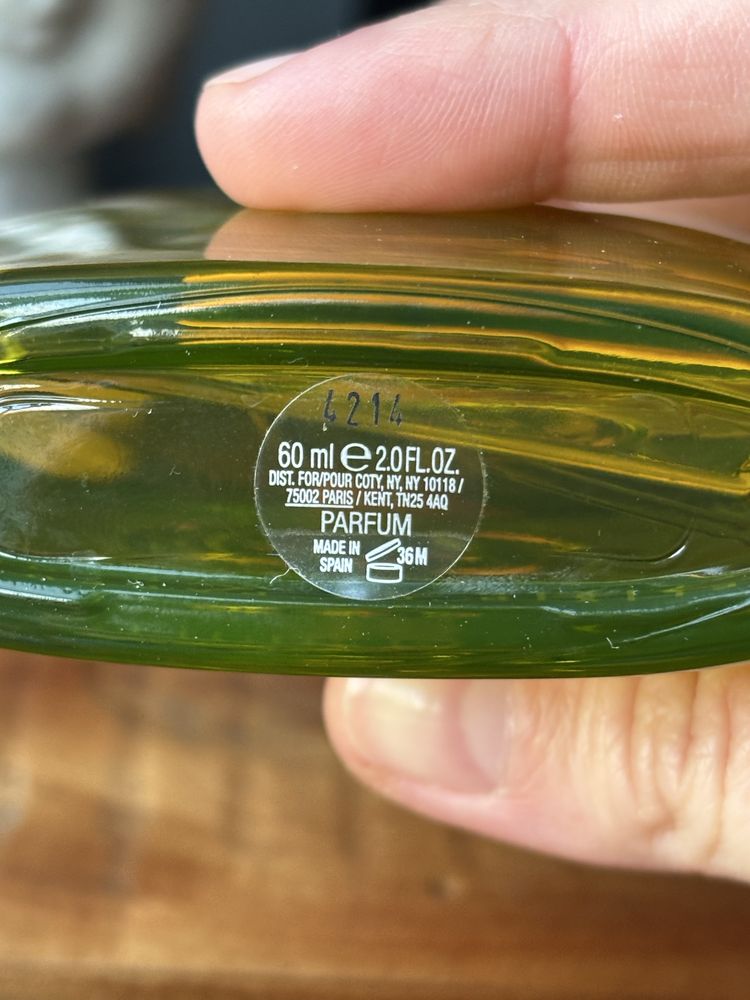 4214
60 ml ℮ 2.0 FL.OZ.
DIST. FOR/POUR COTY, NY, NY 10118 /
75002 PARIS / KENT, TN25 4AQ
PARFUM
MADE IN
SPAIN
36 M